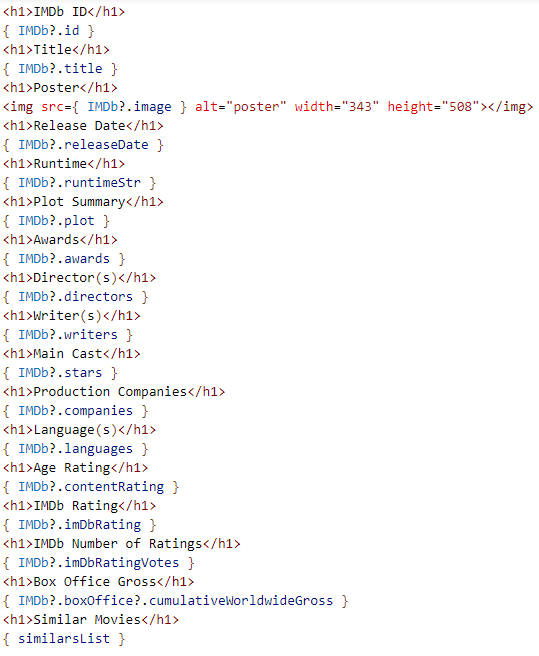 <h1>IMDb ID</h1>
{ IMDb?.id }
<h1>Title</h1>
{ IMDb?.title }
<h1>Poster</h1>
<img src={ IMDb?.image } alt="poster" width="343" height="508"></img>
<h1>Release Date</h1>
{ IMDb?.releaseDate }
<h1>Runtime</h1>
{ IMDb?.runtimeStr }
<h1>Plot Summary</h1>
{ IMDb?.plot }
<h1>Awards</h1>
{ IMDb?.awards }
<h1>Director(s)</h1>
{ IMDb?.directors }
<h1>Writer(s)</h1>
{ IMDb?.writers }
<h1>Main Cast</h1>
{ IMDb?.stars }
<h1>Production Companies</h1>
{ IMDb?.companies }
<h1>Language(s)</h1>
{ IMDb?.languages }
<h1>Age Rating</h1>
{ IMDb?.contentRating }
<h1>IMDb Rating</h1>
{ IMDb?.imDbRating }
<h1>IMDb Number of Ratings</h1>
{ IMDb?.imDbRatingVotes }
<h1>Box Office Gross</h1>
{ IMDb?.boxOffice?.cumulativeWorldwideGross }
<h1>Similar Movies</h1>
{ similarsList }